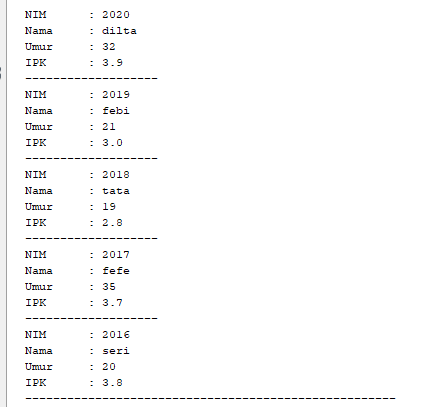 NIM : 2020
Nama : dilta
Umur : 32
IPK : 3.9
-------------------
NIM : 2019
Nama : febi
Umur : 21
IPK : 3.0
-------------------
NIM : 2018
Nama : tata
Umur : 19
IPK : 2.8
-------------------
NIM : 2017
Nama : fefe
Umur : 35
IPK : 3.7
-------------------
NIM : 2016
Nama : seri
Umur : 20
IPK : 3.8
-----------------------------------------------------